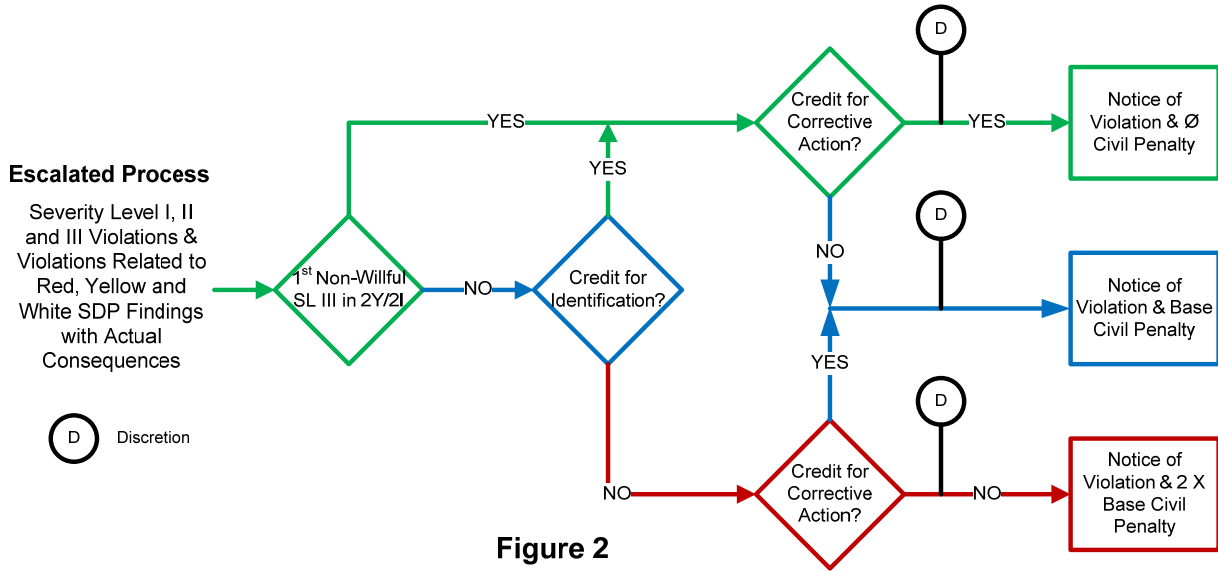 Escalated Process
Severity Level I, II
and III Violations &
Violations Related to
Red, Yellow and
White SDP Findings
with Actual
Consequences
D
Discretion
1st Non-Willful
SL III in 2Y/2I
YES
NO
Credit for
Identification?
YES
NO
Credit for
Corrective
Action?
D
YES
Notice of
Violation & Ø
Civil Penalty
NO
D
Notice of
Violation & Base
Civil Penalty
YES
Credit for
Corrective
Action?
D
NO
Notice of
Violation & 2 X
Base Civil
Penalty
Figure 2